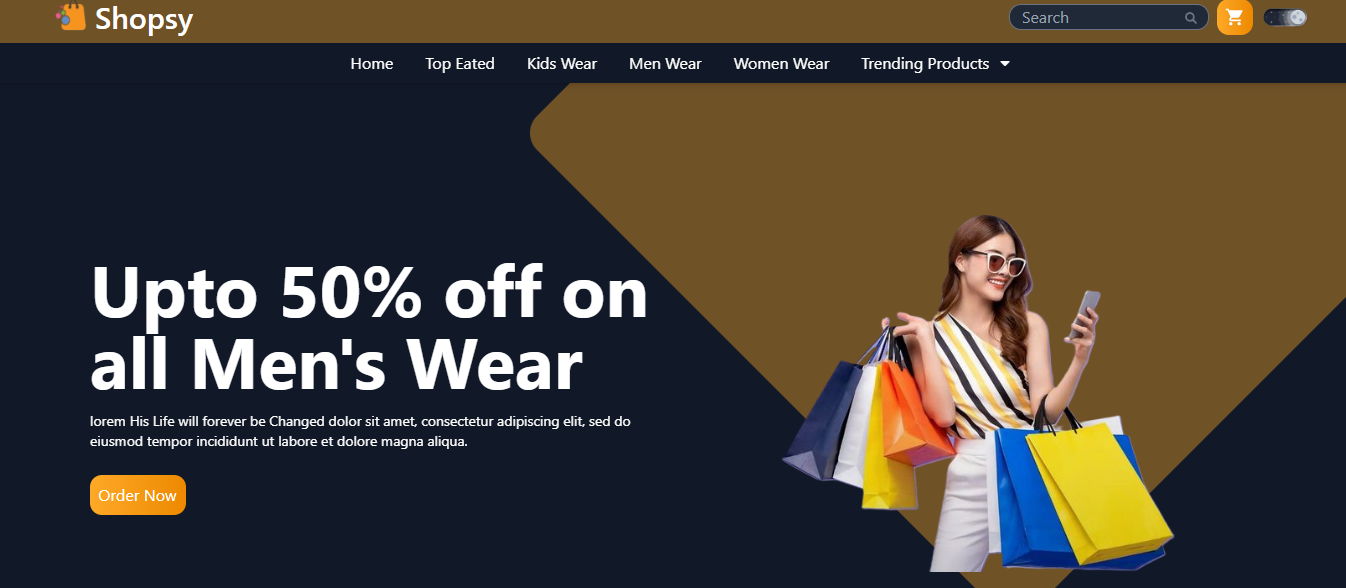 Shopsy
Search
Home Top Eated Kids Wear Men Wear Women Wear Trending Products
Upto 50% off on
all Men's Wear
lorem His Life will forever be Changed dolor sit amet, consectetur adipiscing elit, sed do
eiusmod tempor incididunt ut labore et dolore magna aliqua.
Order Now